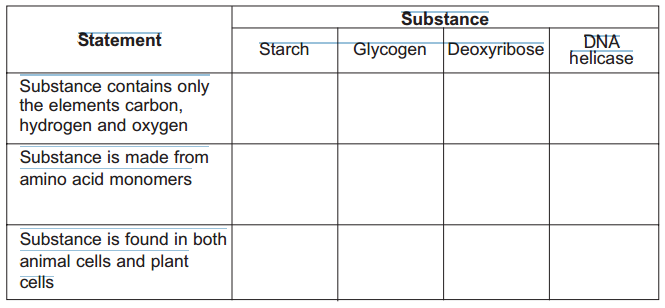 Substance
Statement
Starch Glycogen Deoxyribose DNA
helicase
Substance contains only
the elements carbon,
hydrogen and oxygen
Substance is made from
amino acid monomers
Substance is found in both
animal cells and plant
cells